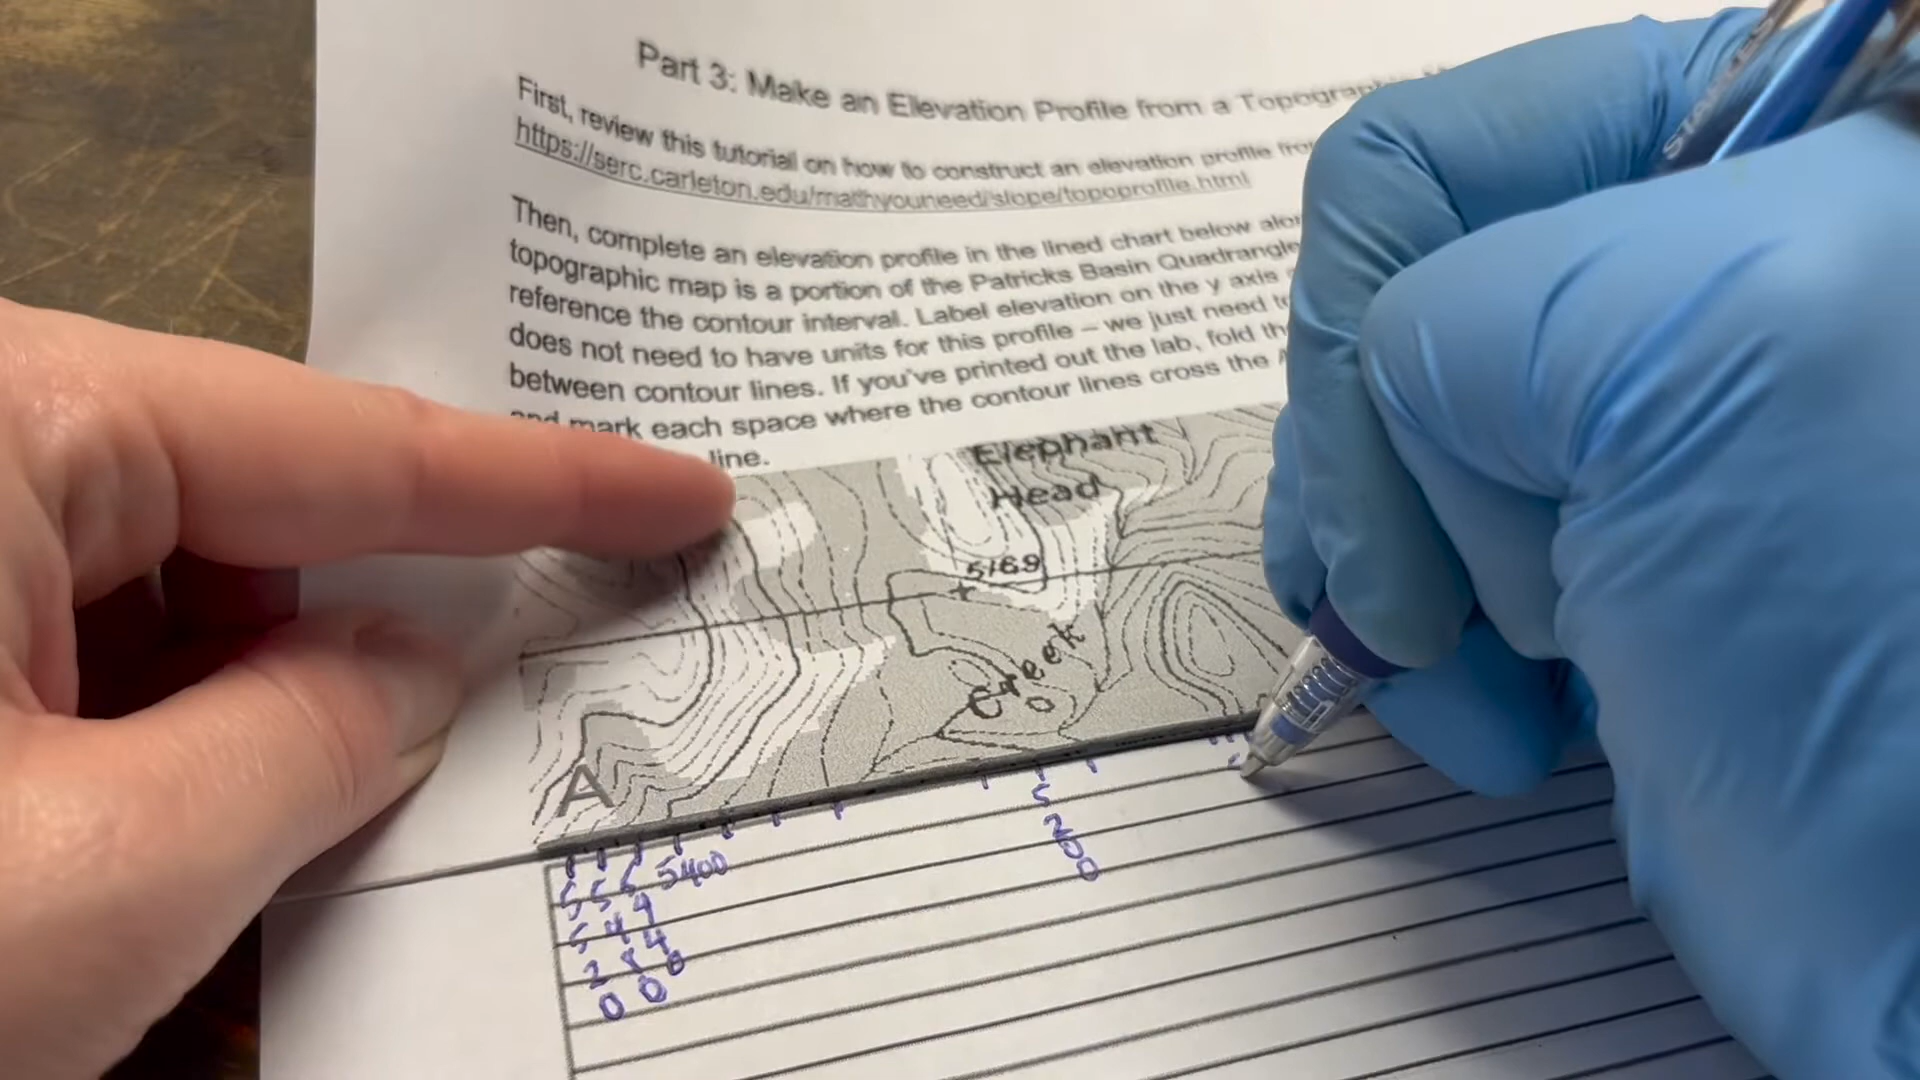 Part 3: Make an Elevation Profile from a Topograp
First, review this tutorial on how to construct an elevation profile fro
https://serc.carleton.edu/mathyouneed/slope/topoprofile.html
Then, complete an elevation profile in the lined chart below alon
topographic map is a portion of the Patricks Basin Quadrangle
reference the contour interval. Label elevation on the y axis
does not need to have units for this profile – we just need to
between contour lines. If you've printed out the lab, fold th
and mark each space where the contour lines cross the A
line.
Elephant
Head
5169
Creek
A
5400
5200
5520
5480
5440